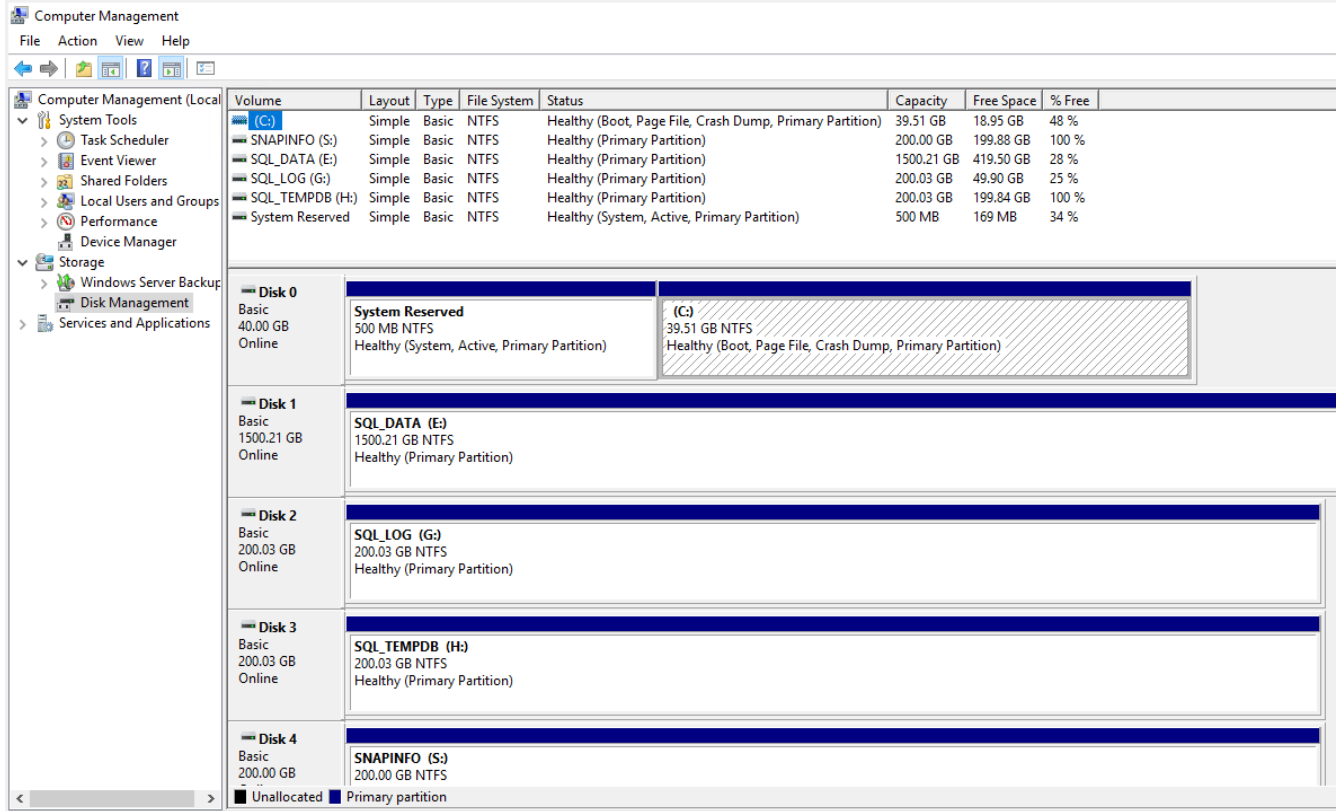 Computer Management
File Action View Help
Computer Management (Local
System Tools
Task Scheduler
Event Viewer
Shared Folders
Local Users and Groups
Performance
Device Manager
Storage
Windows Server Backup
Disk Management
Services and Applications
Volume Layout Type File System Status Capacity Free Space % Free
(C:) Simple Basic NTFS Healthy (Boot, Page File, Crash Dump, Primary Partition) 39.51 GB 18.95 GB 48 %
SNAPINFO (S:) Simple Basic NTFS Healthy (Primary Partition) 200.00 GB 199.88 GB 100 %
SQL_DATA (E:) Simple Basic NTFS Healthy (Primary Partition) 1500.21 GB 419.50 GB 28 %
SQL_LOG (G:) Simple Basic NTFS Healthy (Primary Partition) 200.03 GB 49.90 GB 25 %
SQL_TEMPDB (H:) Simple Basic NTFS Healthy (Primary Partition) 200.03 GB 199.84 GB 100 %
System Reserved Simple Basic NTFS Healthy (System, Active, Primary Partition) 500 MB 169 MB 34 %
Disk 0
Basic
40.00 GB
Online
System Reserved
500 MB NTFS
Healthy (System, Active, Primary Partition)
(C:)
39.51 GB NTFS
Healthy (Boot, Page File, Crash Dump, Primary Partition)
Disk 1
Basic
1500.21 GB
Online
SQL_DATA (E:)
1500.21 GB NTFS
Healthy (Primary Partition)
Disk 2
Basic
200.03 GB
Online
SQL_LOG (G:)
200.03 GB NTFS
Healthy (Primary Partition)
Disk 3
Basic
200.03 GB
Online
SQL_TEMPDB (H:)
200.03 GB NTFS
Healthy (Primary Partition)
Disk 4
Basic
200.00 GB
SNAPINFO (S:)
200.00 GB NTFS
Unallocated Primary partition